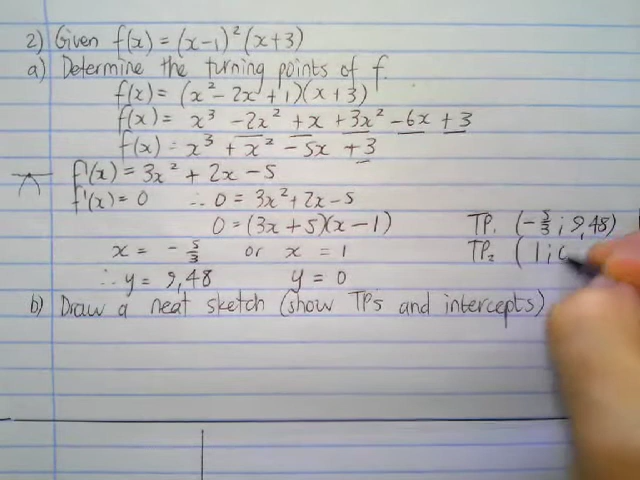 2) Given f(x) = (x-1)²(x+3)
a) Determine the turning points of f.
f(x) = (x² - 2x + 1)(x + 3)
f(x) = x³ - 2x² + x + 3x² - 6x + 3
f(x) = x³ + x² - 5x + 3
f'(x) = 3x² + 2x - 5
f'(x) = 0 ∴ 0 = 3x² + 2x - 5
0 = (3x + 5)(x - 1) TP₁ (-5/3 ; 9,48)
x = -5/3 or x = 1 TP₂ ( 1 ;
∴ y = 9,48 y = 0
b) Draw a neat sketch (show TPs and intercepts)